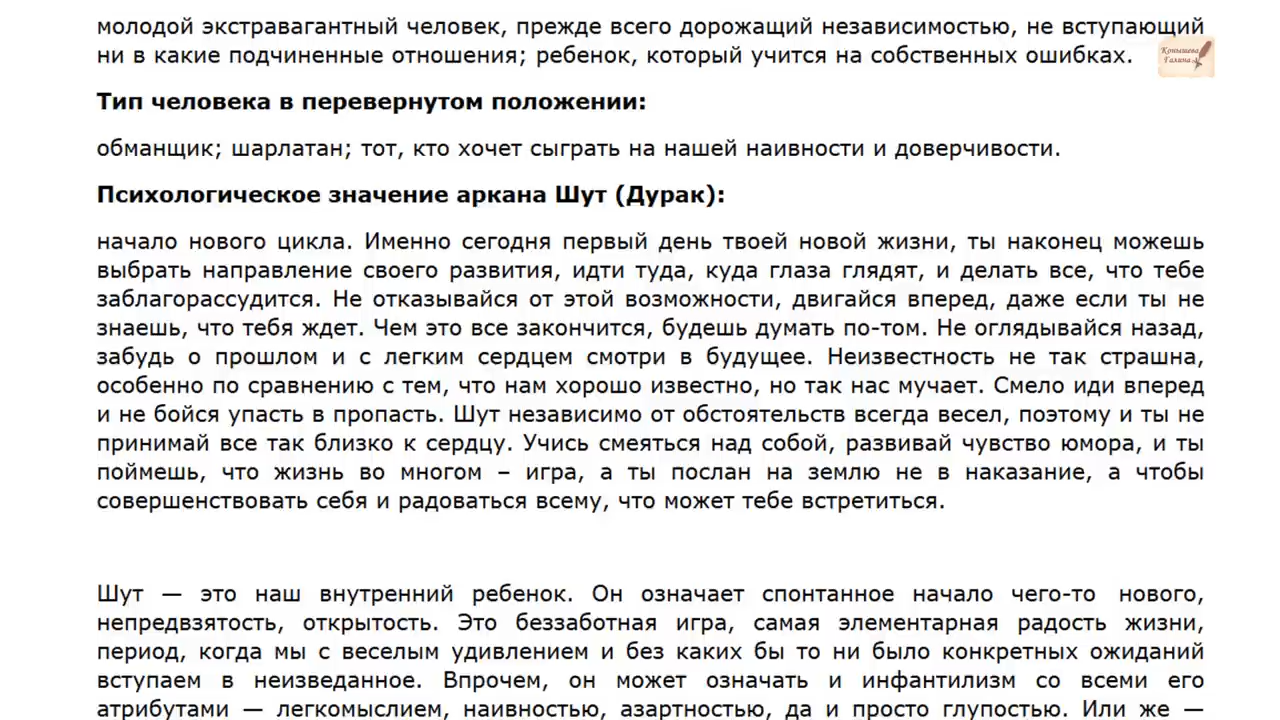 молодой экстравагантный человек, прежде всего дорожащий независимостью, не вступающий
ни в какие подчиненные отношения; ребенок, который учится на собственных ошибках.
Конышева
Галина
Тип человека в перевернутом положении:
обманщик; шарлатан; тот, кто хочет сыграть на нашей наивности и доверчивости.
Психологическое значение аркана Шут (Дурак):
начало нового цикла. Именно сегодня первый день твоей новой жизни, ты наконец можешь
выбрать направление своего развития, идти туда, куда глаза глядят, и делать все, что тебе
заблагорассудится. Не отказывайся от этой возможности, двигайся вперед, даже если ты не
знаешь, что тебя ждет. Чем это все закончится, будешь думать по-том. Не оглядывайся назад,
забудь о прошлом и с легким сердцем смотри в будущее. Неизвестность не так страшна,
особенно по сравнению с тем, что нам хорошо известно, но так нас мучает. Смело иди вперед
и не бойся упасть в пропасть. Шут независимо от обстоятельств всегда весел, поэтому и ты не
принимай все так близко к сердцу. Учись смеяться над собой, развивай чувство юмора, и ты
поймешь, что жизнь во многом – игра, а ты послан на землю не в наказание, а чтобы
совершенствовать себя и радоваться всему, что может тебе встретиться.
Шут — это наш внутренний ребенок. Он означает спонтанное начало чего-то нового,
непредвзятость, открытость. Это беззаботная игра, самая элементарная радость жизни,
период, когда мы с веселым удивлением и без каких бы то ни было конкретных ожиданий
вступаем в неизведанное. Впрочем, он может означать и инфантилизм со всеми его
атрибутами — легкомыслием, наивностью, азартностью, да и просто глупостью. Или же —